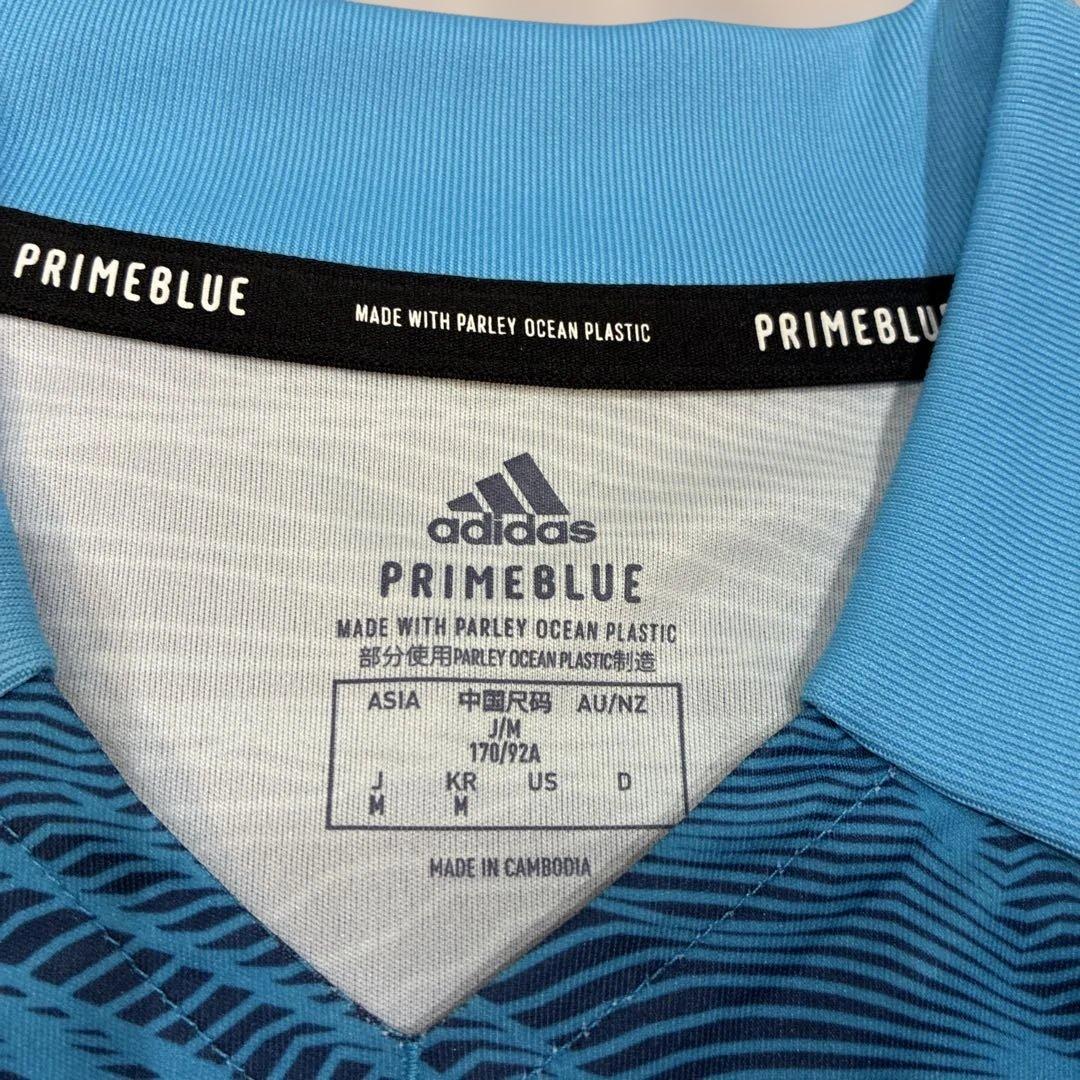 PRIMEBLUE MADE WITH PARLEY OCEAN PLASTIC PRIMEBLU
adidas
PRIMEBLUE
MADE WITH PARLEY OCEAN PLASTIC
部分使用PARLEY OCEAN PLASTIC制造
ASIA 中国尺码 AU/NZ
J/M
170/92A
J KR US D
M M
MADE IN CAMBODIA